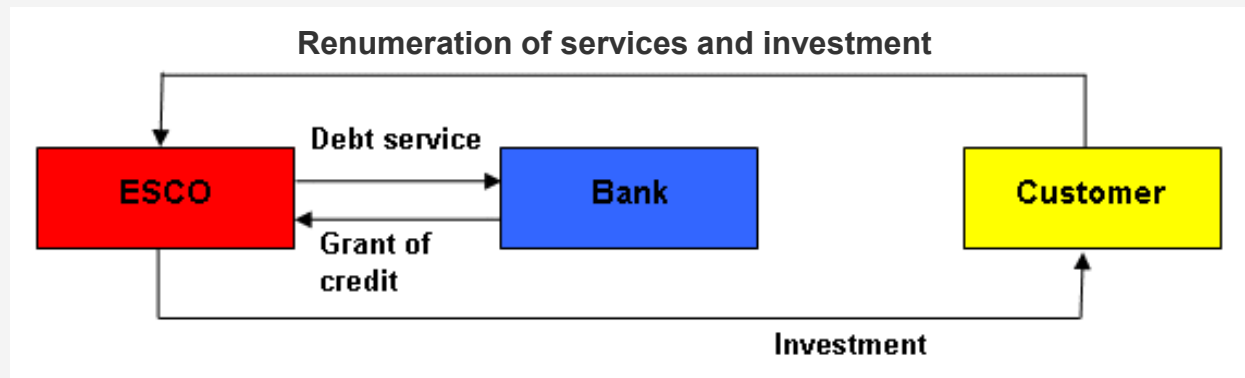 Renumeration of services and investment
Debt service
ESCO
Bank
Customer
Grant of
credit
Investment